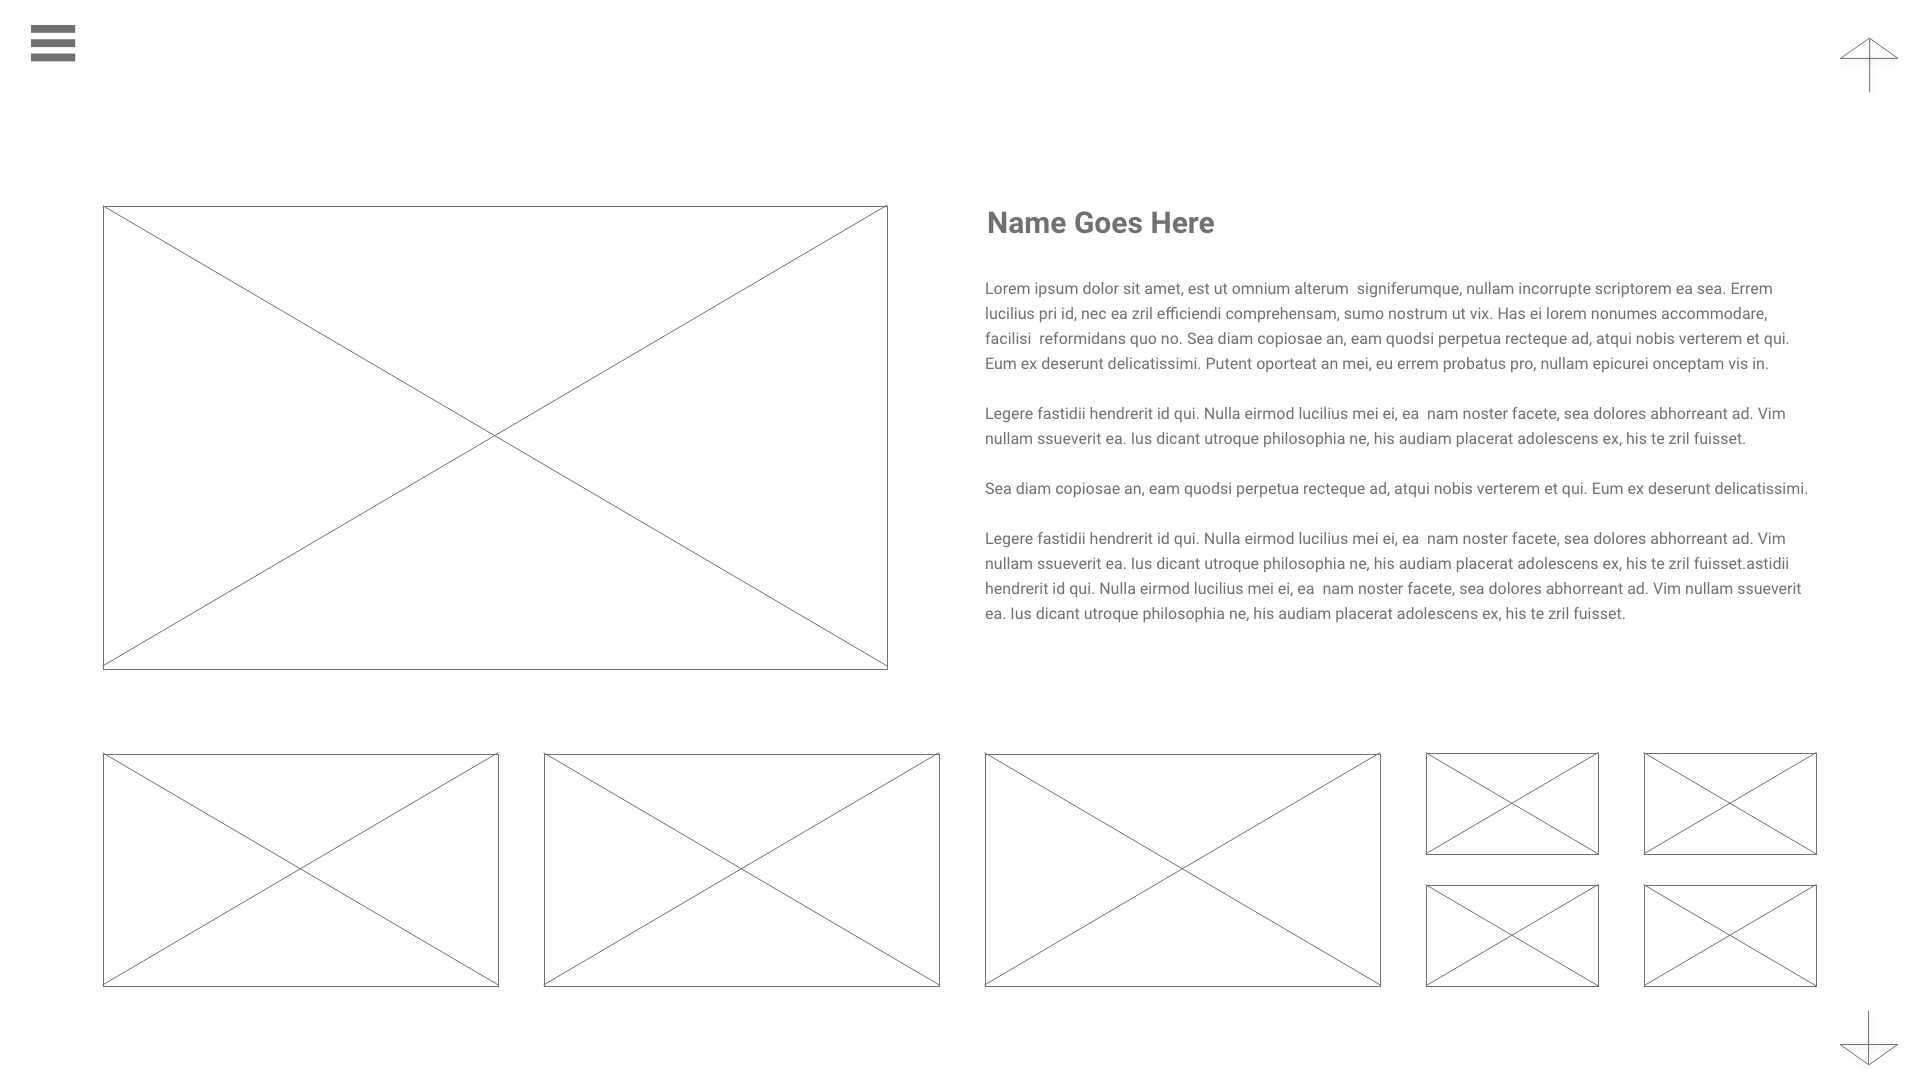 Name Goes Here
Lorem ipsum dolor sit amet, est ut omnium alterum  signiferumque, nullam incorrupte scriptorem ea sea. Errem
lucilius pri id, nec ea zril efficiendi comprehensam, sumo nostrum ut vix. Has ei lorem nonumes accommodare,
facilisi  reformidans quo no. Sea diam copiosae an, eam quodsi perpetua recteque ad, atqui nobis verterem et qui.
Eum ex deserunt delicatissimi. Putent oporteat an mei, eu errem probatus pro, nullam epicurei onceptam vis in.
Legere fastidii hendrerit id qui. Nulla eirmod lucilius mei ei, ea  nam noster facete, sea dolores abhorreant ad. Vim
nullam ssueverit ea. Ius dicant utroque philosophia ne, his audiam placerat adolescens ex, his te zril fuisset.
Sea diam copiosae an, eam quodsi perpetua recteque ad, atqui nobis verterem et qui. Eum ex deserunt delicatissimi.
Legere fastidii hendrerit id qui. Nulla eirmod lucilius mei ei, ea  nam noster facete, sea dolores abhorreant ad. Vim
nullam ssueverit ea. Ius dicant utroque philosophia ne, his audiam placerat adolescens ex, his te zril fuisset.astidii
hendrerit id qui. Nulla eirmod lucilius mei ei, ea  nam noster facete, sea dolores abhorreant ad. Vim nullam ssueverit
ea. Ius dicant utroque philosophia ne, his audiam placerat adolescens ex, his te zril fuisset.